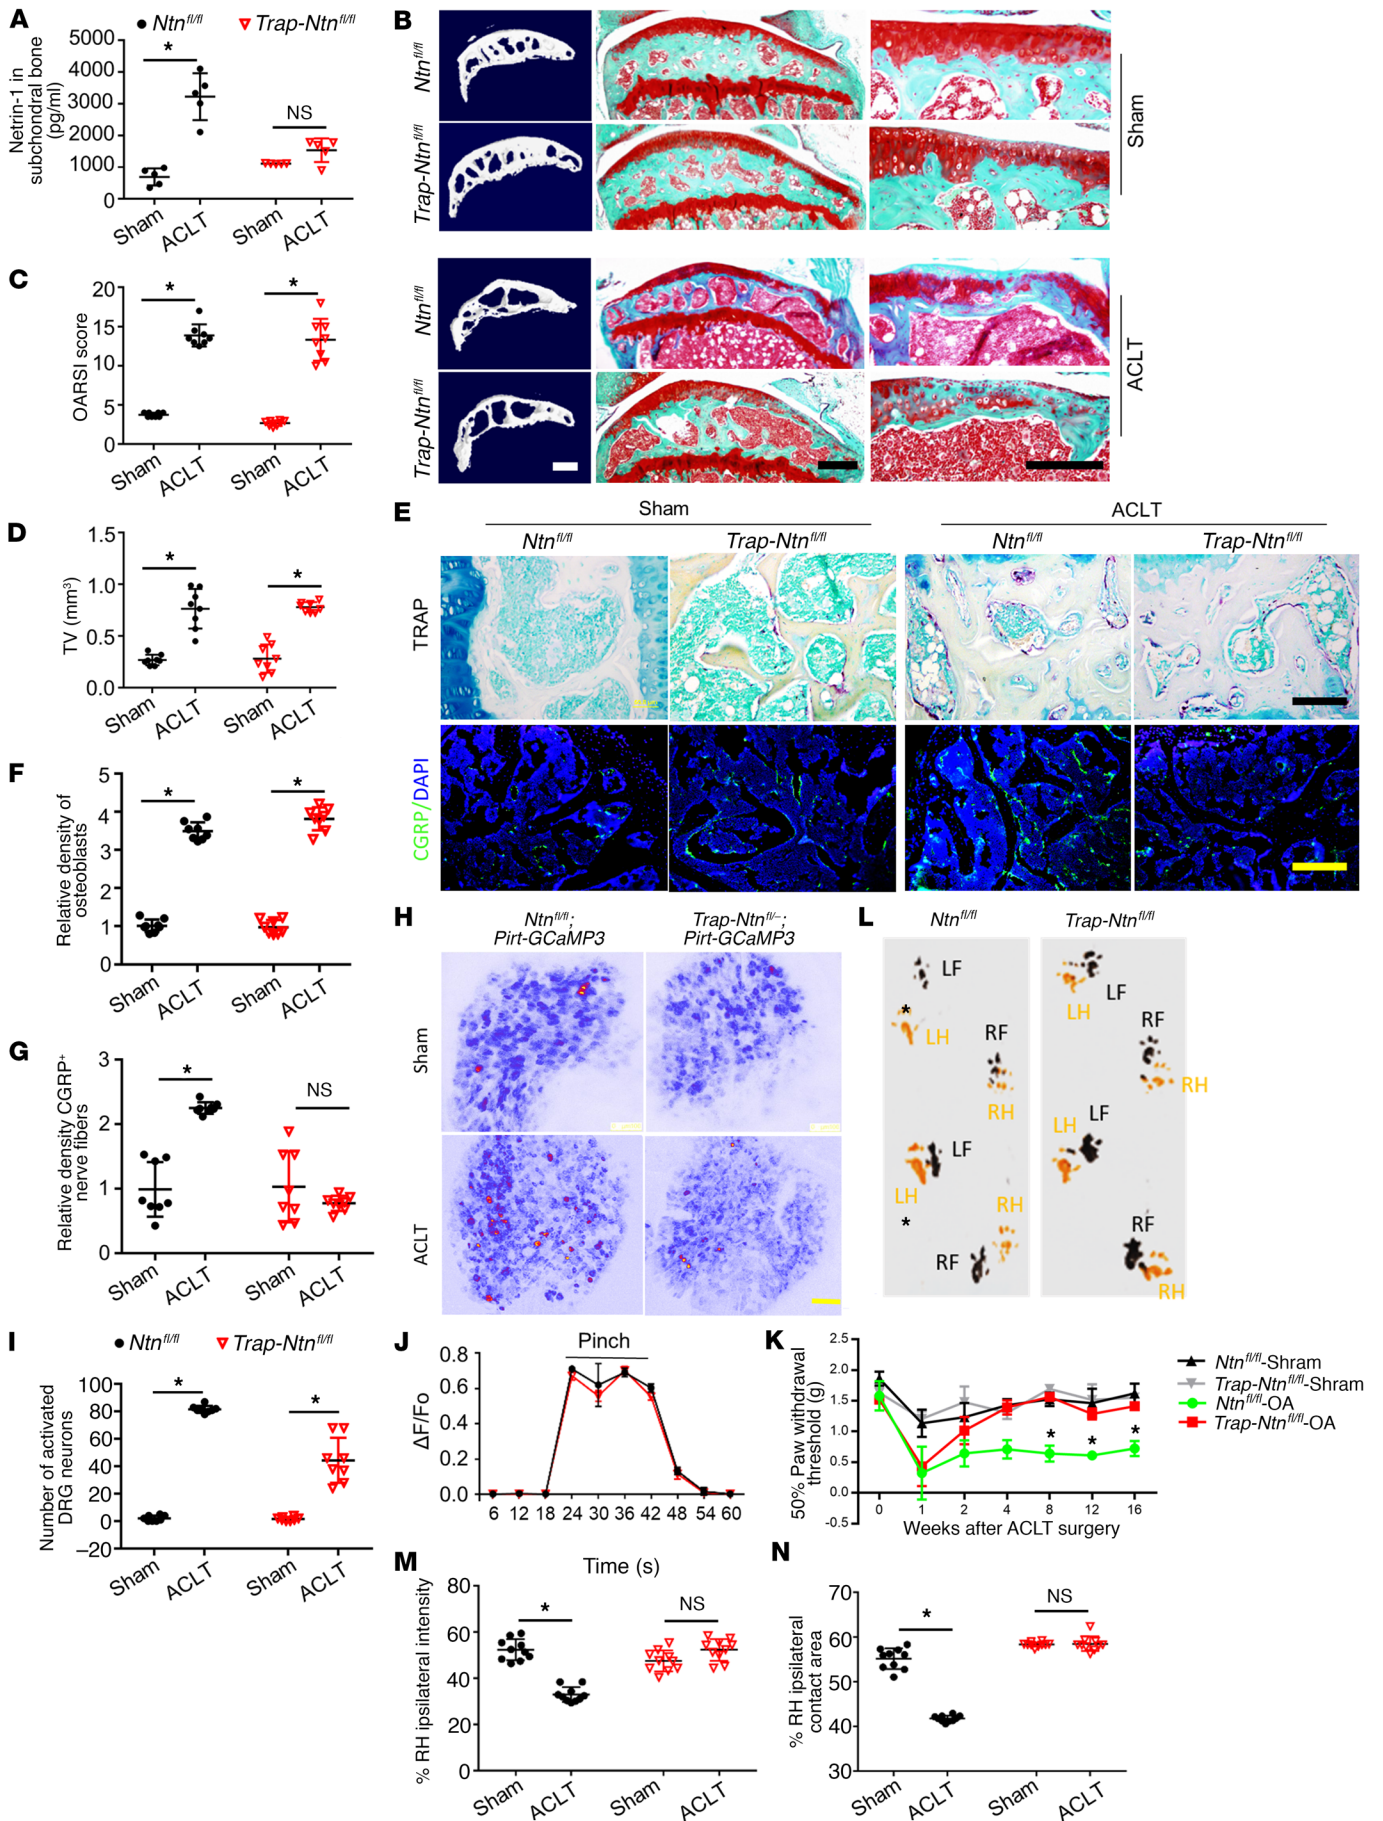 A
Ntn^fl/fl
Trap-Ntn^fl/fl
Netrin-1 in
subchondral bone
(pg/ml)
5000
4000
3000
2000
1000
0
*
NS
Sham
ACLT
Sham
ACLT
B
Ntn^fl/fl
Trap-Ntn^fl/fl
Sham
Ntn^fl/fl
Trap-Ntn^fl/fl
ACLT
C
OARSI score
20
15
10
5
0
*
*
Sham
ACLT
Sham
ACLT
D
TV (mm³)
1.5
1.0
0.5
0.0
*
*
Sham
ACLT
Sham
ACLT
E
Sham
ACLT
Ntn^fl/fl
Trap-Ntn^fl/fl
Ntn^fl/fl
Trap-Ntn^fl/fl
TRAP
CGRP/DAPI
F
Relative density of
osteoblasts
5
4
3
2
1
0
*
*
Sham
ACLT
Sham
ACLT
G
Relative density CGRP⁺
nerve fibers
3
2
1
0
*
NS
Sham
ACLT
Sham
ACLT
H
Ntn^fl/fl;
Pirt-GCaMP3
Trap-Ntn^fl/–;
Pirt-GCaMP3
Sham
ACLT
L
Ntn^fl/fl
Trap-Ntn^fl/fl
LF
*
LH
RF
RH
LF
LH
*
RH
RF
LF
LH
RF
RH
LF
LH
RF
RH
I
Ntn^fl/fl
Trap-Ntn^fl/fl
Number of activated
DRG neurons
100
80
60
40
20
0
–20
*
*
Sham
ACLT
Sham
ACLT
J
Pinch
ΔF/Fo
0.8
0.6
0.4
0.2
0.0
6 12 18 24 30 36 42 48 54 60
Time (s)
K
50% Paw withdrawal
threshold (g)
2.5
2.0
1.5
1.0
0.5
0.0
-0.5
* * *
0 1 2 4 8 12 16
Weeks after ACLT surgery
Ntn^fl/fl-Shram
Trap-Ntn^fl/fl-Shram
Ntn^fl/fl-OA
Trap-Ntn^fl/fl-OA
M
% RH ipsilateral intensity
80
60
40
20
0
*
NS
Sham
ACLT
Sham
ACLT
N
% RH ipsilateral
contact area
70
60
50
40
30
*
NS
Sham
ACLT
Sham
ACLT